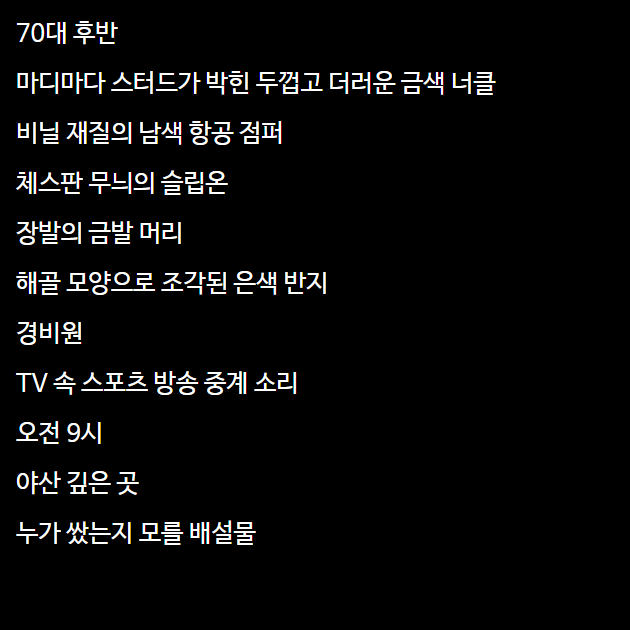 70대 후반
마디마다 스터드가 박힌 두껍고 더러운 금색 너클
비닐 재질의 남색 항공 점퍼
체스판 무늬의 슬립온
장발의 금발 머리
해골 모양으로 조각된 은색 반지
경비원
TV 속 스포츠 방송 중계 소리
오전 9시
야산 깊은 곳
누가 쌌는지 모를 배설물